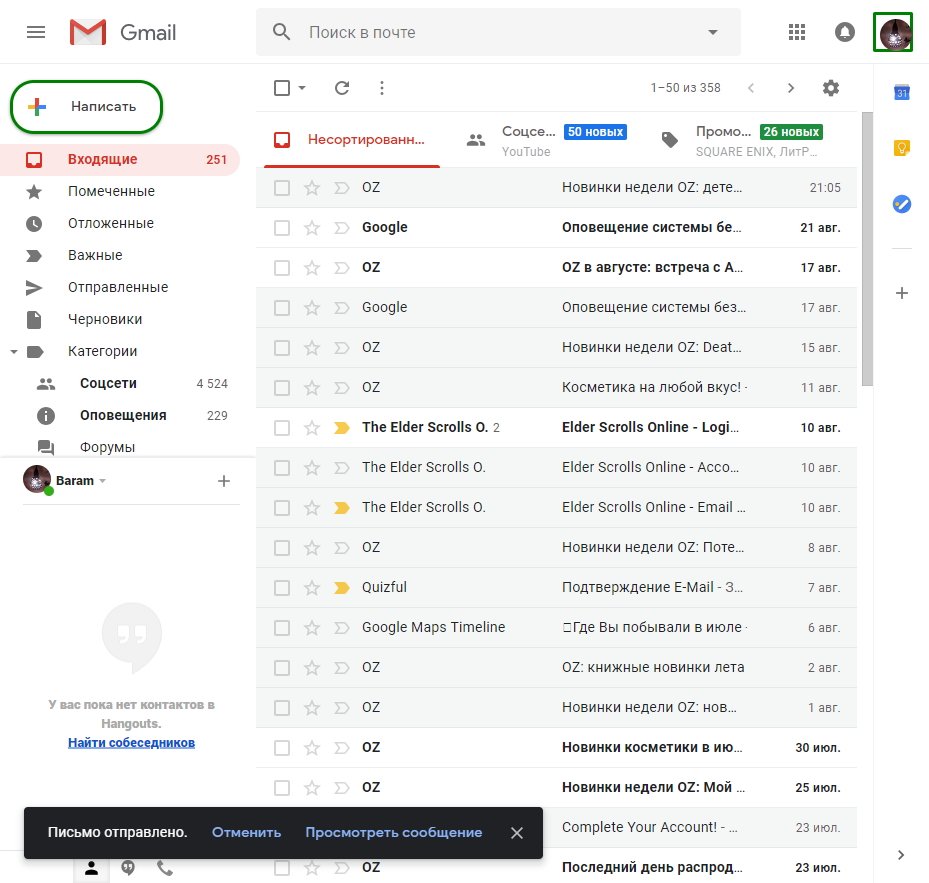 Gmail
Поиск в почте
Написать
1–50 из 358
31
Несортированн...
Соцсе... 50 новых
YouTube
Промо... 26 новых
SQUARE ENIX, ЛитР...
Входящие 251
Помеченные
Отложенные
Важные
Отправленные
Черновики
Категории
Соцсети 4 524
Оповещения 229
Форумы
Baram
У вас пока нет контактов в
Hangouts.
Найти собеседников
OZ Новинки недели OZ: дете... 21:05
Google Оповещение системы бе... 21 авг.
OZ OZ в августе: встреча с А... 17 авг.
Google Оповещение системы без... 17 авг.
OZ Новинки недели OZ: Deat... 15 авг.
OZ Косметика на любой вкус! - 11 авг.
The Elder Scrolls O. 2 Elder Scrolls Online - Logi... 10 авг.
The Elder Scrolls O. Elder Scrolls Online - Acco... 10 авг.
The Elder Scrolls O. Elder Scrolls Online - Email ... 10 авг.
OZ Новинки недели OZ: Поте... 8 авг.
Quizful Подтверждение E-Mail - З... 7 авг.
Google Maps Timeline Где Вы побывали в июле - 6 авг.
OZ OZ: книжные новинки лета 2 авг.
OZ Новинки недели OZ: нов... 1 авг.
OZ Новинки косметики в ию... 30 июл.
OZ Новинки недели OZ: Мой ... 25 июл.
Complete Your Account! - ... 23 июл.
OZ Последний день распрод... 23 июл.
Письмо отправлено. Отменить Просмотреть сообщение